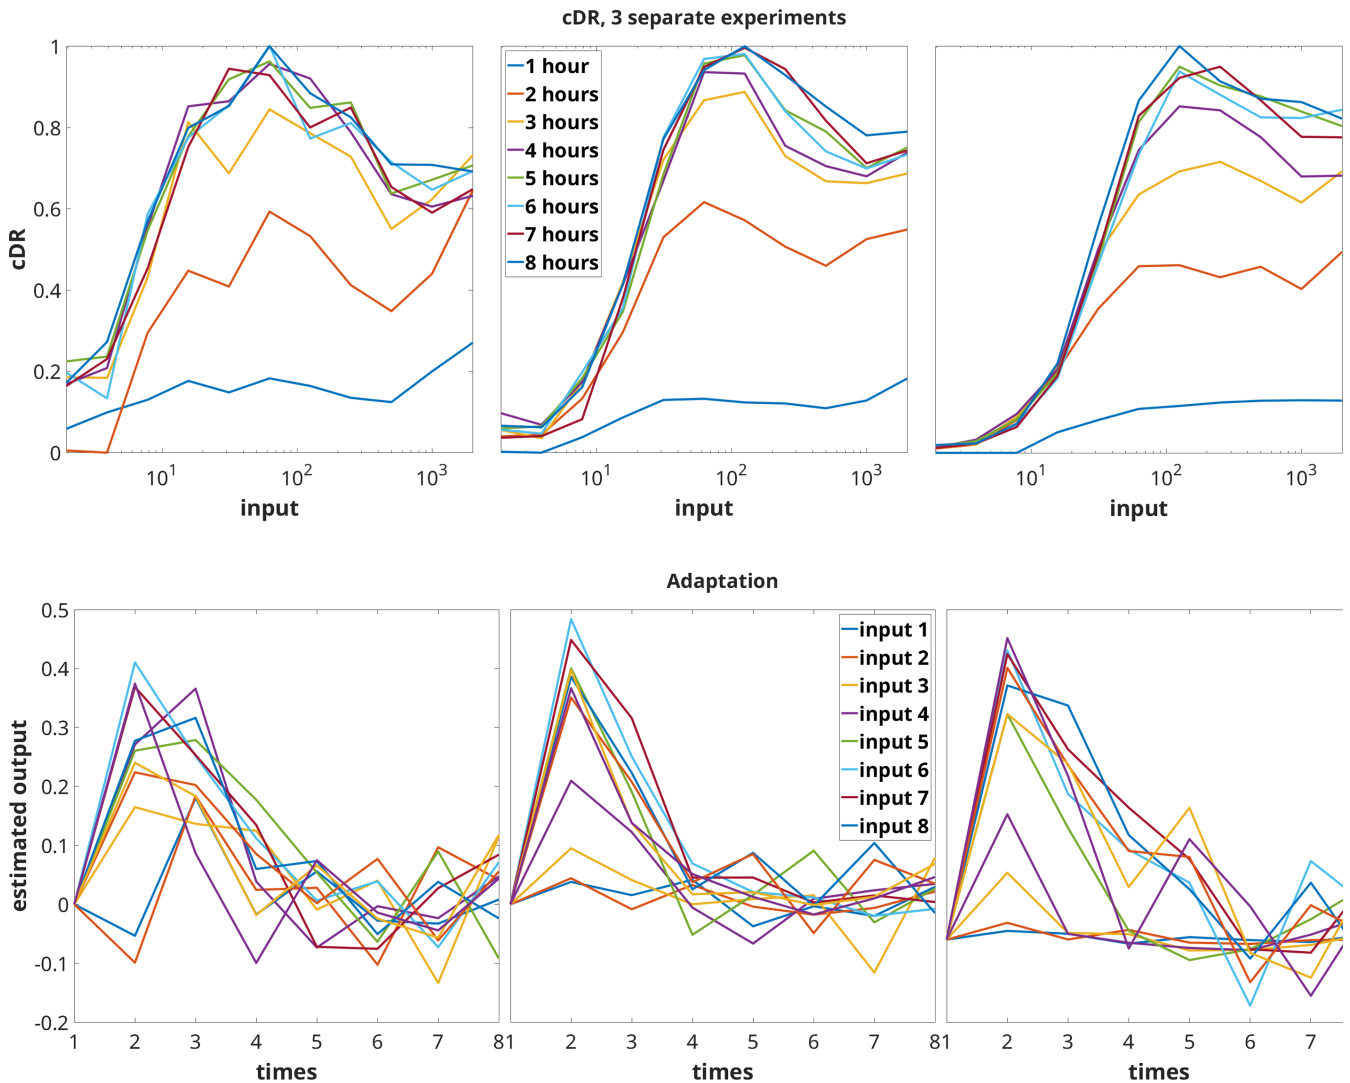 cDR, 3 separate experiments
cDR
1
0.8
0.6
0.4
0.2
0
10^1 10^2 10^3
input
1 hour
2 hours
3 hours
4 hours
5 hours
6 hours
7 hours
8 hours
10^1 10^2 10^3
input
10^1 10^2 10^3
input
Adaptation
estimated output
0.5
0.4
0.3
0.2
0.1
0
-0.1
-0.2
1 2 3 4 5 6 7 81 2 3 4 5 6 7 81 2 3 4 5 6 7
times
times
times
input 1
input 2
input 3
input 4
input 5
input 6
input 7
input 8